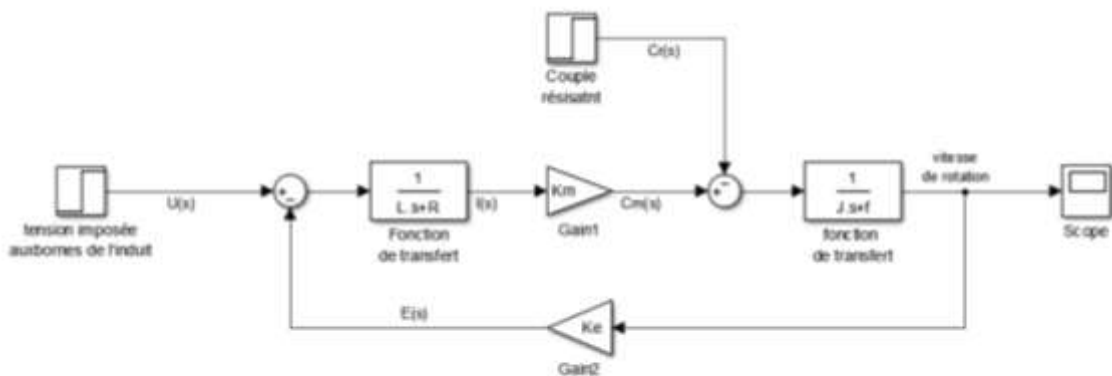 Cr(s)
Couple
résisatnt
vitesse
de rotation
U(s)
+
−
1
L.s+R
I(s)
Km
Cm(s)
−
+
1
J.s+f
tension imposée
auxbornes de l'induit
Fonction
de transfert
Gain1
fonction
de transfert
Scope
E(s)
Ke
Gain2